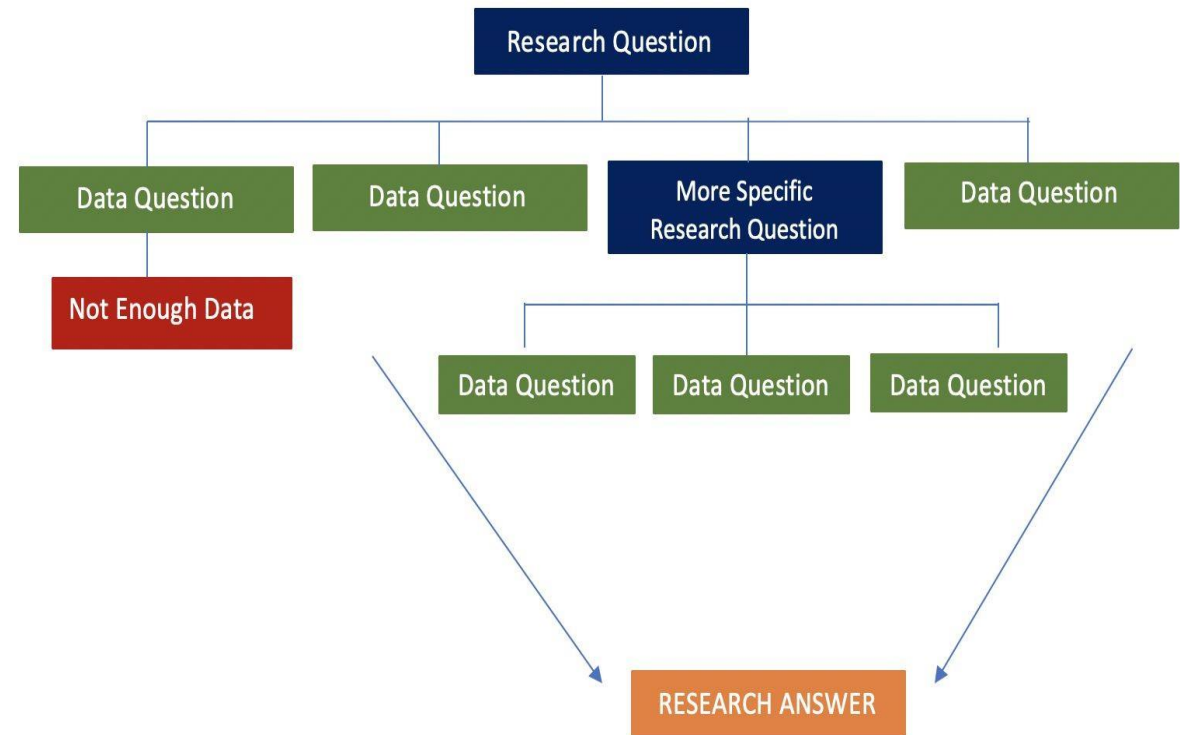 Research Question
Data Question
Data Question
More Specific
Research Question
Data Question
Not Enough Data
Data Question
Data Question
Data Question
RESEARCH ANSWER